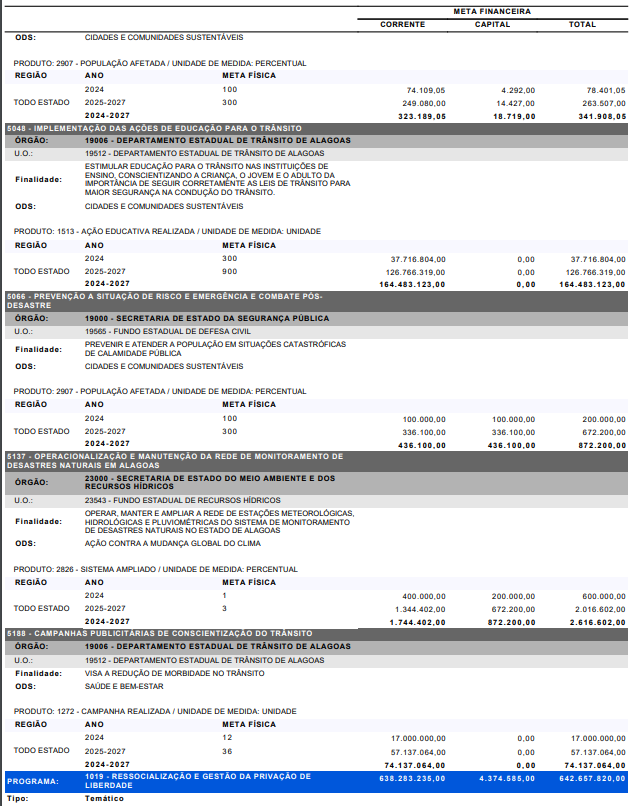 META FINANCEIRA
CORRENTE CAPITAL TOTAL
ODS: CIDADES E COMUNIDADES SUSTENTÁVEIS
PRODUTO: 2907 - POPULAÇÃO AFETADA / UNIDADE DE MEDIDA: PERCENTUAL
REGIÃO ANO META FÍSICA
2024 100 74.109,05 4.292,00 78.401,05
TODO ESTADO 2025-2027 300 249.080,00 14.427,00 263.507,00
2024-2027 323.189,05 18.719,00 341.908,05
5048 - IMPLEMENTAÇÃO DAS AÇÕES DE EDUCAÇÃO PARA O TRÂNSITO
ÓRGÃO: 19006 - DEPARTAMENTO ESTADUAL DE TRÂNSITO DE ALAGOAS
U.O.: 19512 - DEPARTAMENTO ESTADUAL DE TRÂNSITO DE ALAGOAS
Finalidade: ESTIMULAR EDUCAÇÃO PARA O TRÂNSITO NAS INSTITUIÇÕES DE
ENSINO, CONSCIENTIZANDO A CRIANÇA, O JOVEM E O ADULTO DA
IMPORTÂNCIA DE SEGUIR CORRETAMENTE AS LEIS DE TRÂNSITO PARA
MAIOR SEGURANÇA NA CONDUÇÃO DO TRÂNSITO.
ODS: CIDADES E COMUNIDADES SUSTENTÁVEIS
PRODUTO: 1513 - AÇÃO EDUCATIVA REALIZADA / UNIDADE DE MEDIDA: UNIDADE
REGIÃO ANO META FÍSICA
2024 300 37.716.804,00 0,00 37.716.804,00
TODO ESTADO 2025-2027 900 126.766.319,00 0,00 126.766.319,00
2024-2027 164.483.123,00 0,00 164.483.123,00
5066 - PREVENÇÃO A SITUAÇÃO DE RISCO E EMERGÊNCIA E COMBATE PÓS-
DESASTRE
ÓRGÃO: 19000 - SECRETARIA DE ESTADO DA SEGURANÇA PÚBLICA
U.O.: 19565 - FUNDO ESTADUAL DE DEFESA CIVIL
Finalidade: PREVENIR E ATENDER A POPULAÇÃO EM SITUAÇÕES CATASTRÓFICAS
DE CALAMIDADE PÚBLICA
ODS: CIDADES E COMUNIDADES SUSTENTÁVEIS
PRODUTO: 2907 - POPULAÇÃO AFETADA / UNIDADE DE MEDIDA: PERCENTUAL
REGIÃO ANO META FÍSICA
2024 100 100.000,00 100.000,00 200.000,00
TODO ESTADO 2025-2027 300 336.100,00 336.100,00 672.200,00
2024-2027 436.100,00 436.100,00 872.200,00
5137 - OPERACIONALIZAÇÃO E MANUTENÇÃO DA REDE DE MONITORAMENTO DE
DESASTRES NATURAIS EM ALAGOAS
ÓRGÃO: 23000 - SECRETARIA DE ESTADO DO MEIO AMBIENTE E DOS
RECURSOS HÍDRICOS
U.O.: 23543 - FUNDO ESTADUAL DE RECURSOS HÍDRICOS
Finalidade: OPERAR, MANTER E AMPLIAR A REDE DE ESTAÇÕES METEOROLÓGICAS,
HIDROLÓGICAS E PLUVIOMÉTRICAS DO SISTEMA DE MONITORAMENTO
DE DESASTRES NATURAIS NO ESTADO DE ALAGOAS
ODS: AÇÃO CONTRA A MUDANÇA GLOBAL DO CLIMA
PRODUTO: 2826 - SISTEMA AMPLIADO / UNIDADE DE MEDIDA: PERCENTUAL
REGIÃO ANO META FÍSICA
2024 1 400.000,00 200.000,00 600.000,00
TODO ESTADO 2025-2027 3 1.344.402,00 672.200,00 2.016.602,00
2024-2027 1.744.402,00 872.200,00 2.616.602,00
5188 - CAMPANHAS PUBLICITÁRIAS DE CONSCIENTIZAÇÃO DO TRÂNSITO
ÓRGÃO: 19006 - DEPARTAMENTO ESTADUAL DE TRÂNSITO DE ALAGOAS
U.O.: 19512 - DEPARTAMENTO ESTADUAL DE TRÂNSITO DE ALAGOAS
Finalidade: VISA A REDUÇÃO DE MORBIDADE NO TRÂNSITO
ODS: SAÚDE E BEM-ESTAR
PRODUTO: 1272 - CAMPANHA REALIZADA / UNIDADE DE MEDIDA: UNIDADE
REGIÃO ANO META FÍSICA
2024 12 17.000.000,00 0,00 17.000.000,00
TODO ESTADO 2025-2027 36 57.137.064,00 0,00 57.137.064,00
2024-2027 74.137.064,00 0,00 74.137.064,00
PROGRAMA: 1019 - RESSOCIALIZAÇÃO E GESTÃO DA PRIVAÇÃO DE 638.283.235,00 4.374.585,00 642.657.820,00
LIBERDADE
Tipo: Temático